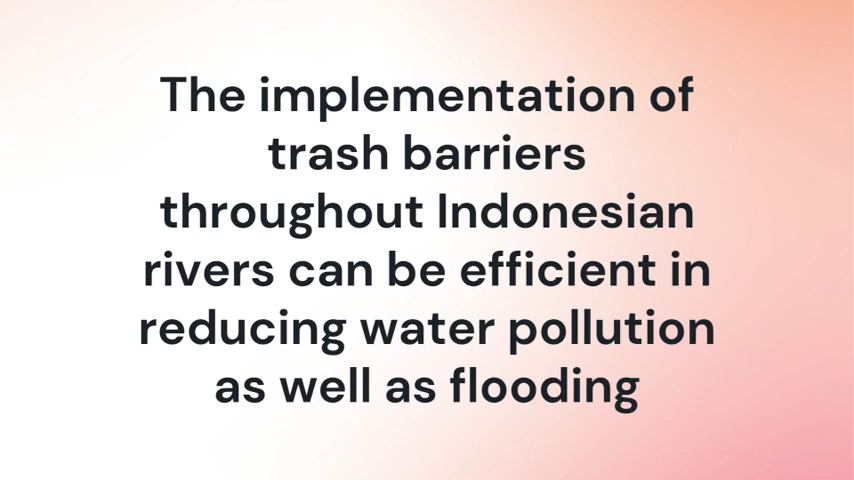 The implementation of
trash barriers
throughout Indonesian
rivers can be efficient in
reducing water pollution
as well as flooding